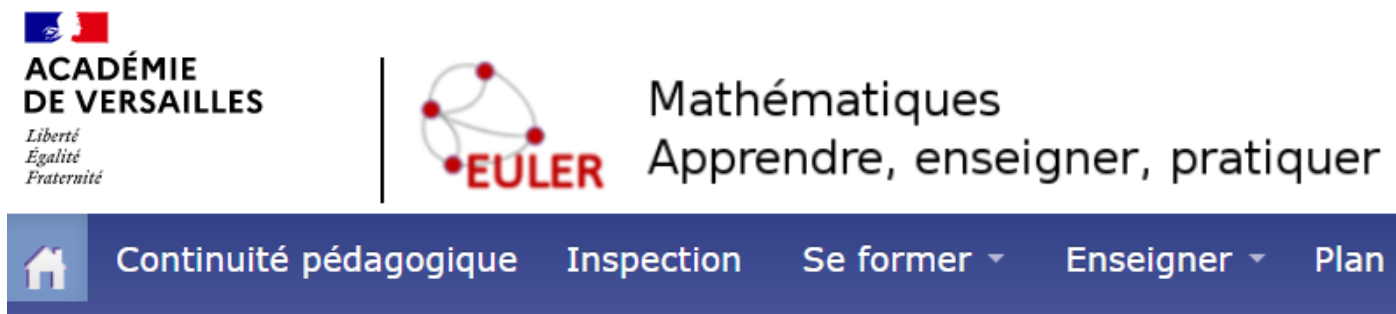 ACADÉMIE
DE VERSAILLES
Liberté
Égalité
Fraternité
EULER
Mathématiques
Apprendre, enseigner, pratiquer
Continuité pédagogique Inspection Se former Enseigner Plan